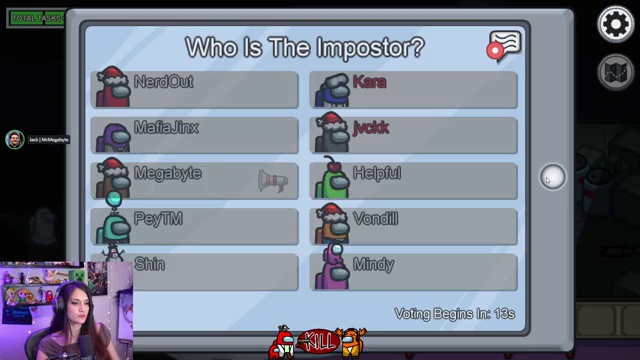 TOTAL TASKS
Who Is The Impostor?
NerdOut
Kara
MafiaJinx
jvckk
Jack | MrMegabyte
Megabyte
Helpful
PeyTM
Vondill
Shin
Mindy
Voting Begins In: 13s
KILL